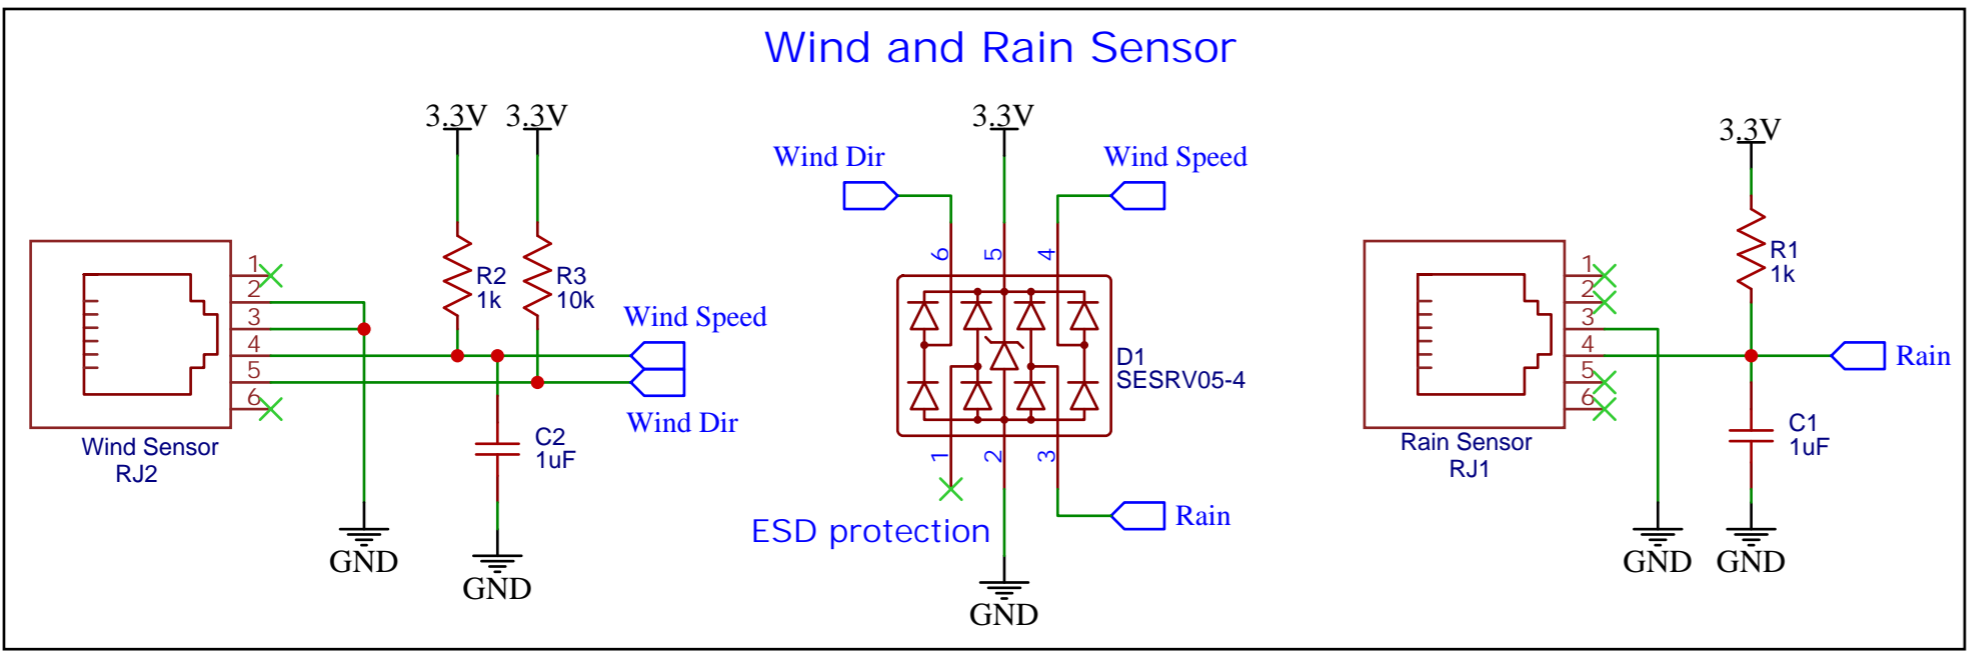 Wind and Rain Sensor
3.3V 3.3V
R2
1k
R3
10k
1
2
3
4
5
6
Wind Speed
Wind Dir
Wind Sensor
RJ2
C2
1uF
GND
GND
3.3V
Wind Dir
Wind Speed
6
5
4
D1
SESRV05-4
1
2
3
ESD protection
Rain
GND
3.3V
R1
1k
1
2
3
4
5
6
Rain
Rain Sensor
RJ1
C1
1uF
GND
GND